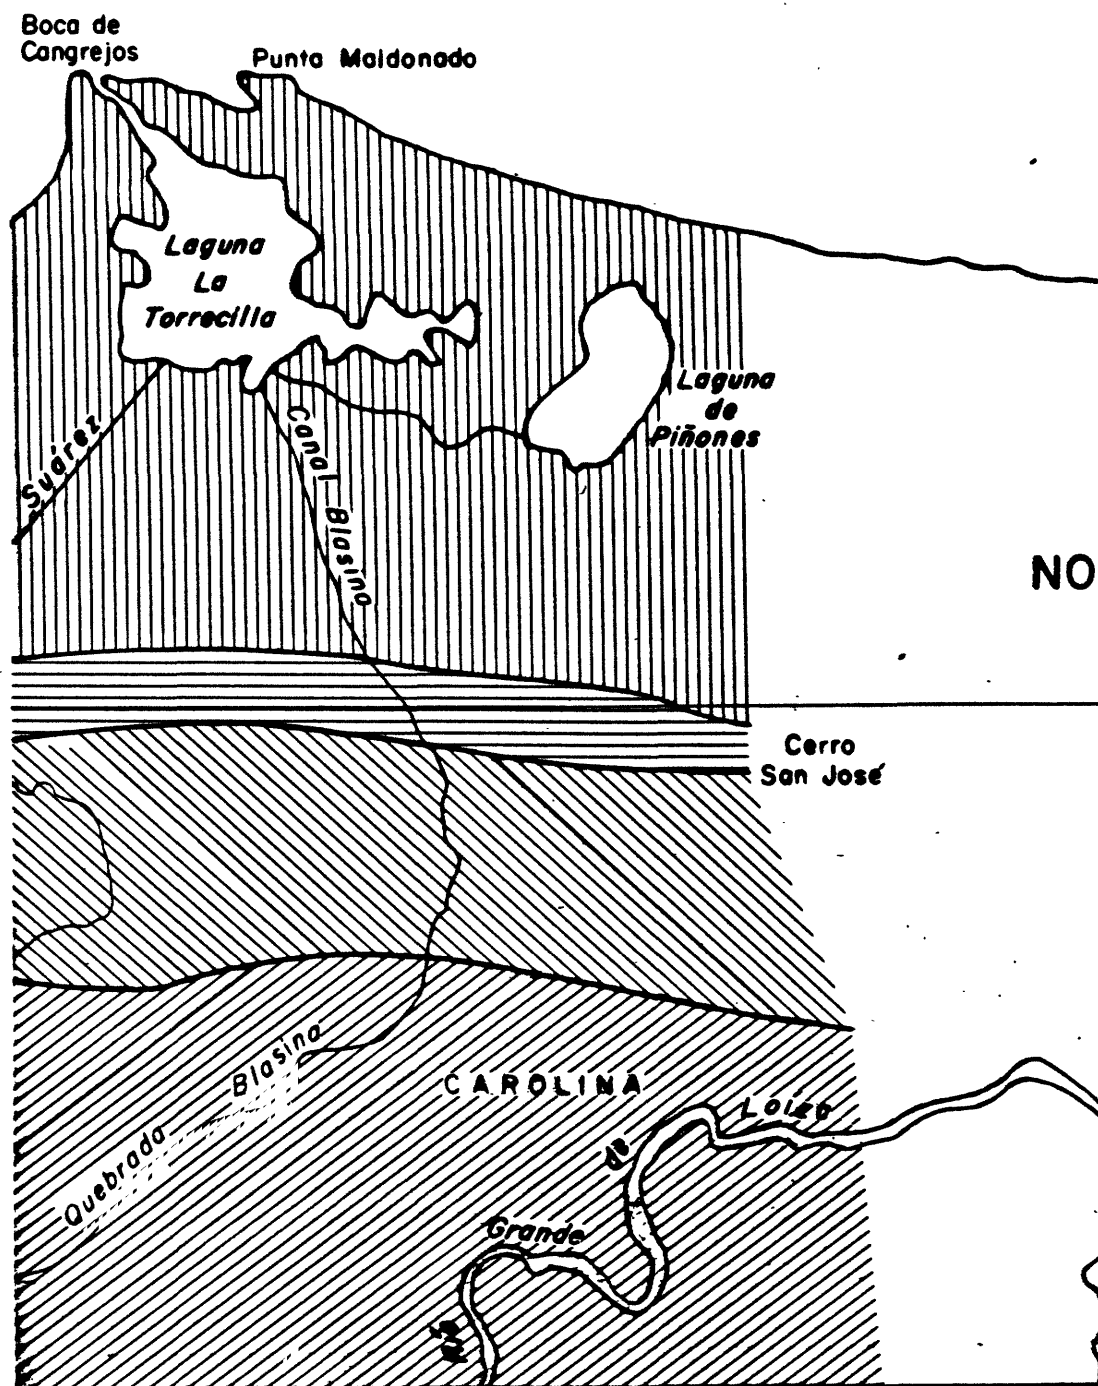 Boca de
Cangrejos
Punta Maldonado
Laguna
La
Torrecilla
Laguna
de
Piñones
Suárez
Canal Blasina
NO
Cerro
San José
Quebrada Blasina
CAROLINA
Río Grande de Loíza